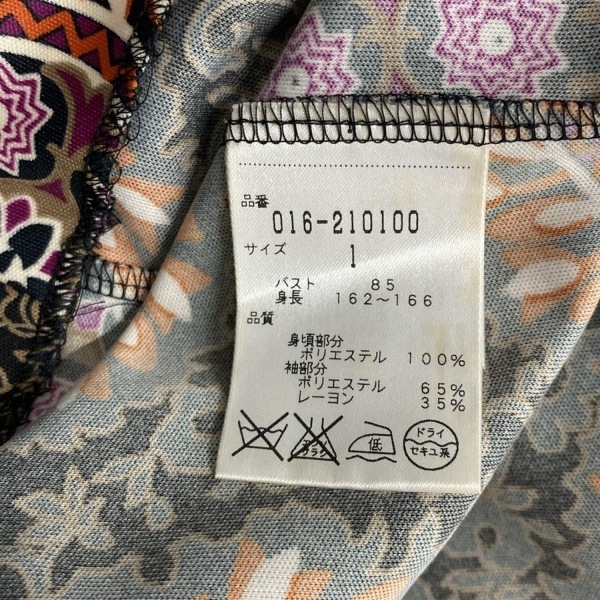 品番
016-210100
サイズ
1
バスト 85
身長 162〜166
品質
身頃部分
ポリエステル 100%
袖部分
ポリエステル 65%
レーヨン 35%
低
ドライ
セキユ系